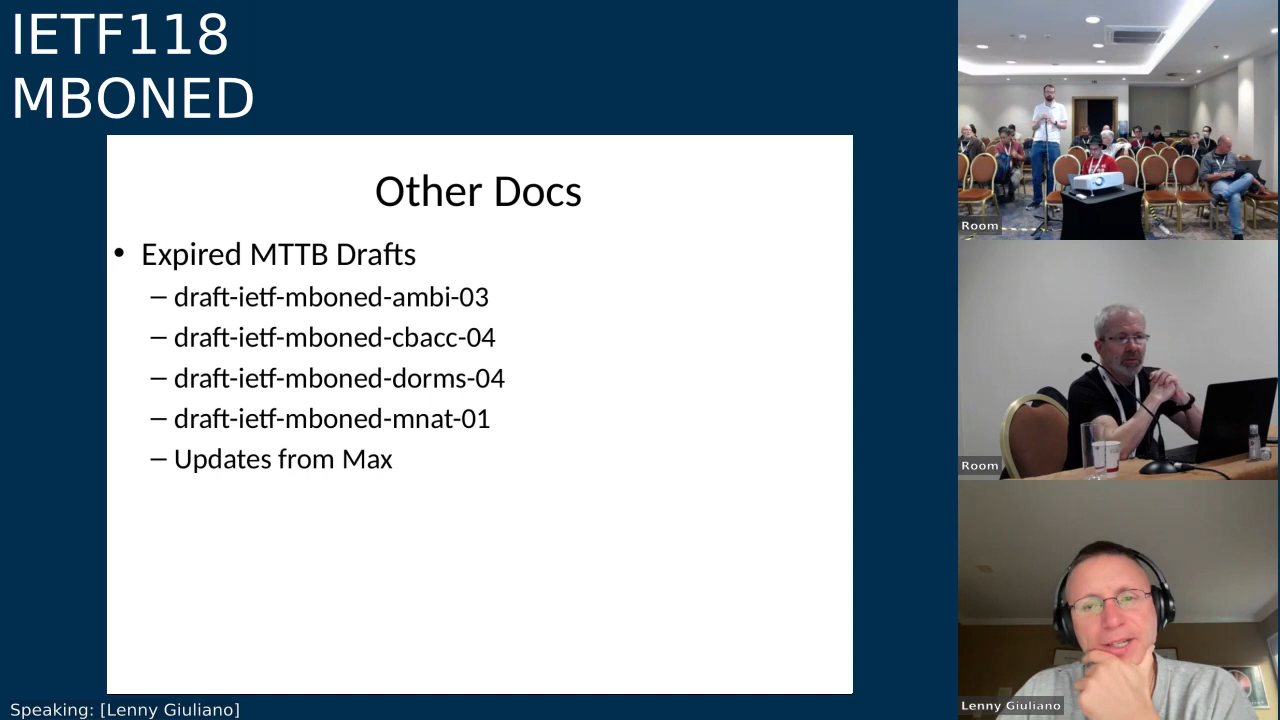 IETF118
MBONED
Other Docs
• Expired MTTB Drafts
– draft-ietf-mboned-ambi-03
– draft-ietf-mboned-cbacc-04
– draft-ietf-mboned-dorms-04
– draft-ietf-mboned-mnat-01
– Updates from Max
Room
Room
Lenny Giuliano
Speaking: [Lenny Giuliano]